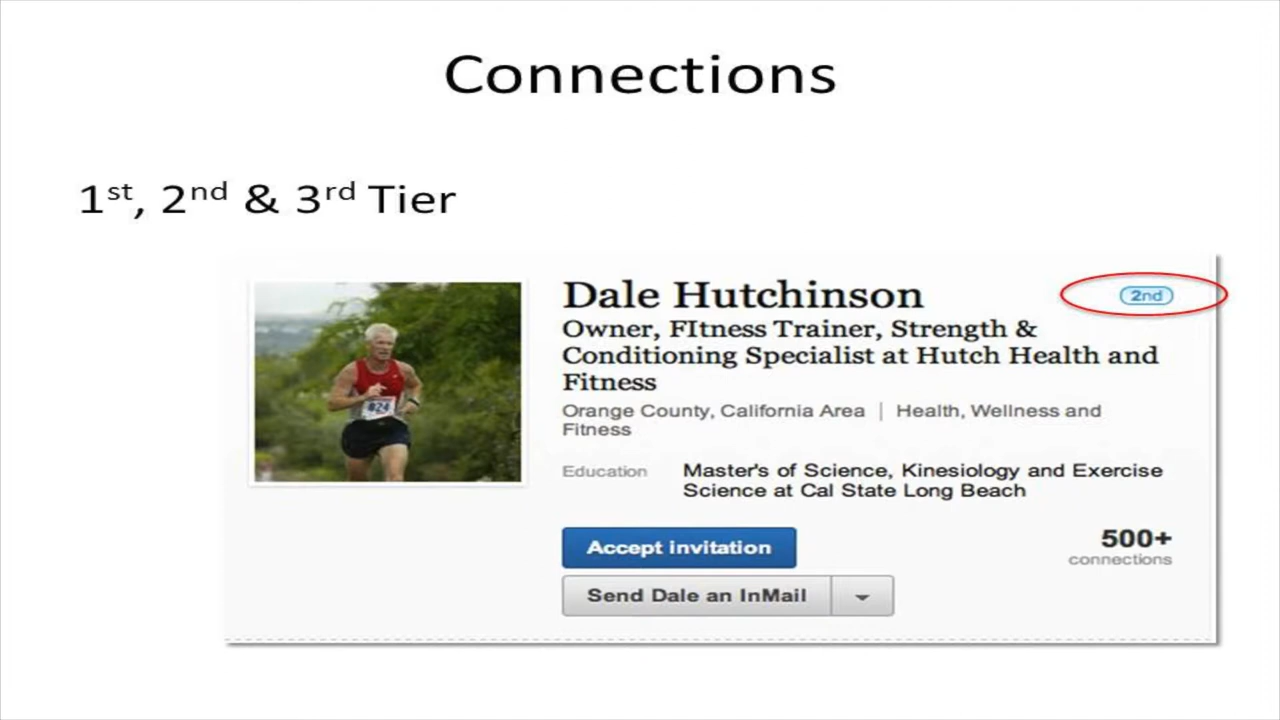 Connections
1st, 2nd & 3rd Tier
Dale Hutchinson
2nd
Owner, FItness Trainer, Strength &
Conditioning Specialist at Hutch Health and
Fitness
Orange County, California Area | Health, Wellness and
Fitness
Education Master's of Science, Kinesiology and Exercise
Science at Cal State Long Beach
Accept invitation
500+
connections
Send Dale an InMail
#24